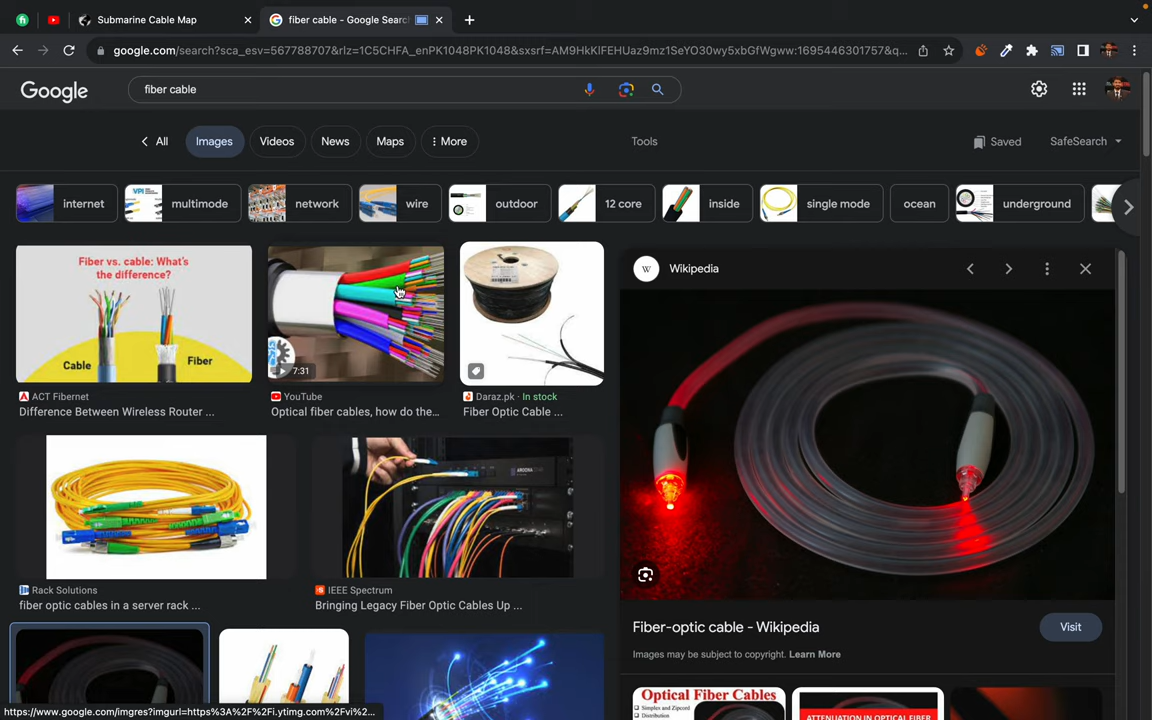 Submarine Cable Map
fiber cable - Google Searc
google.com/search?sca_esv=567788707&rlz=1C5CHFA_enPK1048PK1048&sxsrf=AM9HkKlFEHUaz9mz1SeYO30wy5xbGfWgww:1695446301757&q...
Google
fiber cable
All
Images
Videos
News
Maps
More
Tools
Saved
SafeSearch
internet
multimode
network
wire
outdoor
12 core
inside
single mode
ocean
underground
Fiber vs. cable: What's
the difference?
Cable
Fiber
ACT Fibernet
Difference Between Wireless Router ...
7:31
YouTube
Optical fiber cables, how do the...
Daraz.pk · In stock
Fiber Optic Cable ...
Rack Solutions
fiber optic cables in a server rack ...
IEEE Spectrum
Bringing Legacy Fiber Optic Cables Up ...
W
Wikipedia
Fiber-optic cable - Wikipedia
Visit
Images may be subject to copyright. Learn More
Optical Fiber Cables
Simplex and Zipcord
Distribution
ATTENUATION IN OPTICAL FIBER
https://www.google.com/imgres?imgurl=https%3A%2F%2Fi.ytimg.com%2Fvi%2...